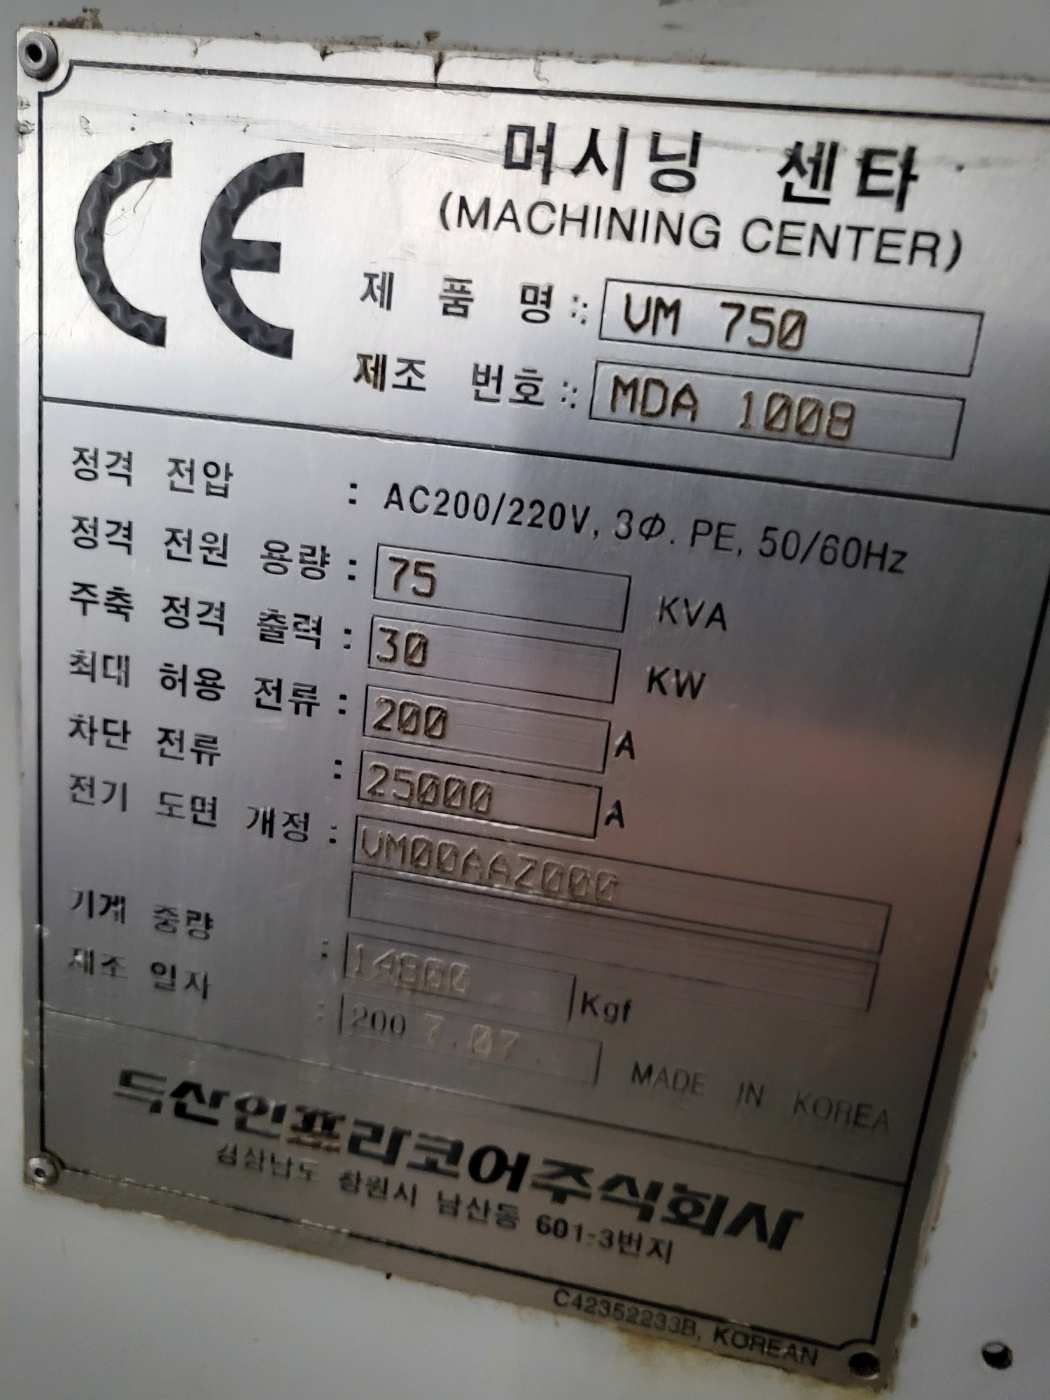 CE
머시닝 센타
(MACHINING CENTER)
제 품 명 : VM 750
제조 번호 : MDA 1008
정격 전압 : AC200/220V, 3Φ. PE, 50/60Hz
정격 전원 용량 : 75 KVA
주축 정격 출력 : 30 KW
최대 허용 전류 : 200 A
차단 전류 : 25000 A
전기 도면 개정 : VM00AAZ000
기계 중량 : 14800 Kgf
제조 일자 : 2007.07.
MADE IN KOREA
두산인프라코어주식회사
경상남도 창원시 남산동 601-3번지
C42352233B, KOREAN